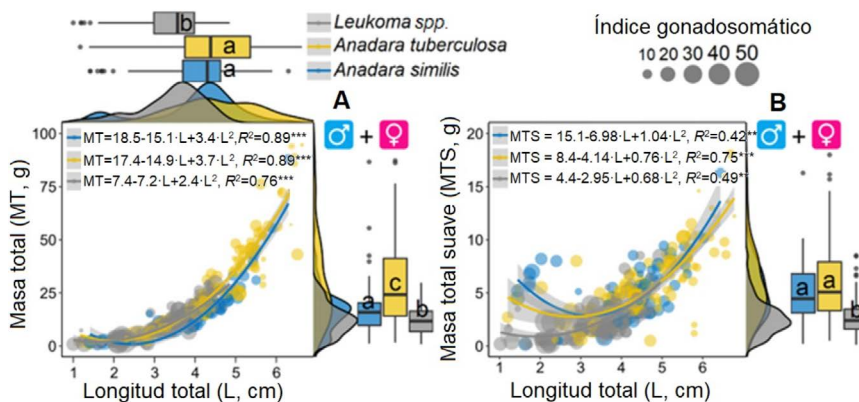 b
Leukoma spp.
a
Anadara tuberculosa
a
Anadara similis
Índice gonadosomático
10 20 30 40 50
A
MT=18.5-15.1·L+3.4·L², R²=0.89***
MT=17.4-14.9·L+3.7·L², R²=0.89***
MT=7.4-7.2·L+2.4·L², R²=0.76***
♂ + ♀
Masa total (MT, g)
100
75
50
25
0
a
c
b
1 2 3 4 5 6
Longitud total (L, cm)
B
MTS = 15.1-6.98·L+1.04·L², R²=0.42**
MTS = 8.4-4.14·L+0.76·L², R²=0.75***
MTS = 4.4-2.95·L+0.68·L², R²=0.49**
♂ + ♀
Masa total suave (MTS, g)
20
15
10
5
0
a
a
b
1 2 3 4 5 6
Longitud total (L, cm)